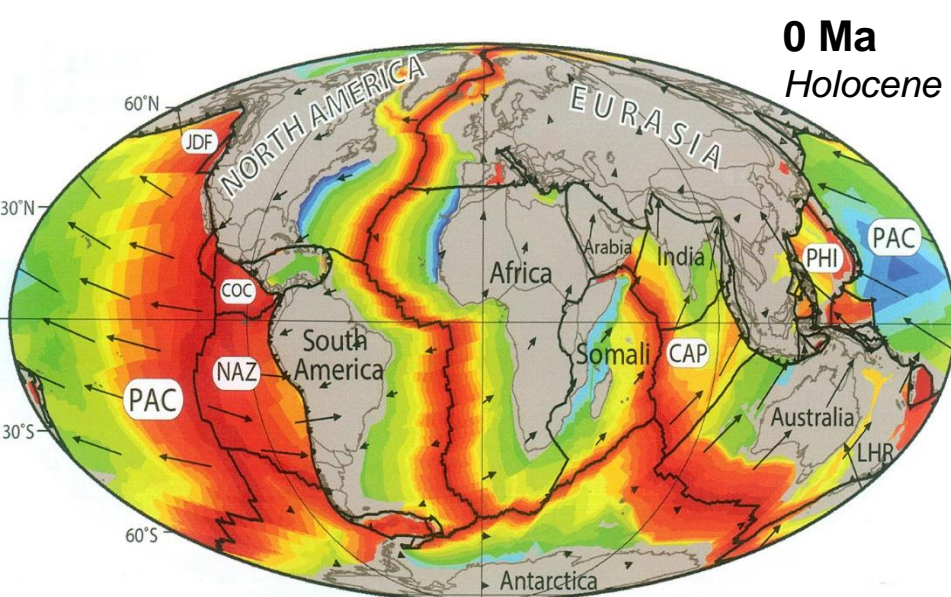 0 Ma
Holocene
NORTH AMERICA
EURASIA
60°N
JDF
30°N
PAC
PHI
Arabia
India
Africa
COC
South
America
Somali
CAP
NAZ
PAC
Australia
30°S
LHR
60°S
Antarctica